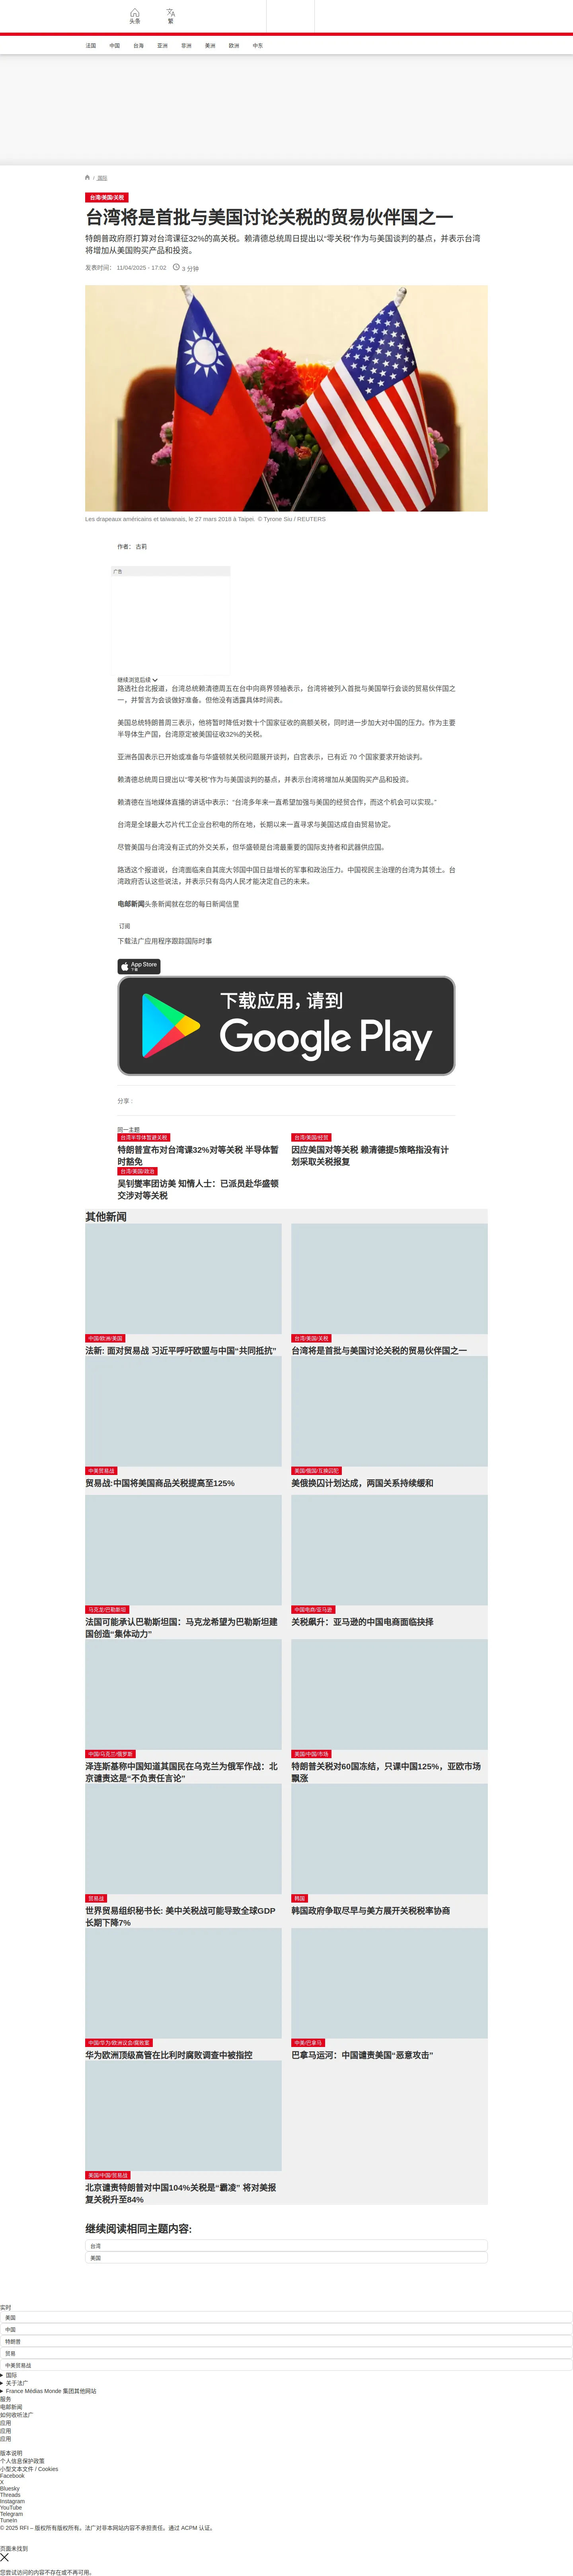 头条
繁
法国
中国
台海
亚洲
非洲
美洲
欧洲
中东
/ 国际
台湾/美国/关税
台湾将是首批与美国讨论关税的贸易伙伴国之一
特朗普政府原打算对台湾课征32%的高关税。赖清德总统周日提出以“零关税”作为与美国谈判的基点，并表示台湾
将增加从美国购买产品和投资。
发表时间： 11/04/2025 - 17:02 3 分钟
Les drapeaux américains et taïwanais, le 27 mars 2018 à Taipei. © Tyrone Siu / REUTERS
作者： 古莉
广告
继续浏览后续
路透社台北报道，台湾总统赖清德周五在台中向商界领袖表示，台湾将被列入首批与美国举行会谈的贸易伙伴国之
一，并誓言为会谈做好准备。但他没有透露具体时间表。
美国总统特朗普周三表示，他将暂时降低对数十个国家征收的高额关税，同时进一步加大对中国的压力。作为主要
半导体生产国，台湾原定被美国征收32%的关税。
亚洲各国表示已开始或准备与华盛顿就关税问题展开谈判，白宫表示，已有近 70 个国家要求开始谈判。
赖清德总统周日提出以“零关税”作为与美国谈判的基点，并表示台湾将增加从美国购买产品和投资。
赖清德在当地媒体直播的讲话中表示：“台湾多年来一直希望加强与美国的经贸合作，而这个机会可以实现。”
台湾是全球最大芯片代工企业台积电的所在地，长期以来一直寻求与美国达成自由贸易协定。
尽管美国与台湾没有正式的外交关系，但华盛顿是台湾最重要的国际支持者和武器供应国。
路透这个报道说，台湾面临来自其庞大邻国中国日益增长的军事和政治压力。中国视民主治理的台湾为其领土。台
湾政府否认这些说法，并表示只有岛内人民才能决定自己的未来。
电邮新闻头条新闻就在您的每日新闻信里
订阅
下载法广应用程序跟踪国际时事
App Store
下载
下载应用，请到
Google Play
分享 :
同一主题
台湾半导体暂避关税
特朗普宣布对台湾课32%对等关税 半导体暂
时豁免
台湾/美国/经贸
因应美国对等关税 赖清德提5策略指没有计
划采取关税报复
台湾/美国/政治
吴钊燮率团访美 知情人士：已派员赴华盛顿
交涉对等关税
其他新闻
中国/欧洲/美国
法新: 面对贸易战 习近平呼吁欧盟与中国“共同抵抗”
台湾/美国/关税
台湾将是首批与美国讨论关税的贸易伙伴国之一
中美贸易战
贸易战:中国将美国商品关税提高至125%
美国/俄国/互换囚犯
美俄换囚计划达成，两国关系持续缓和
马克龙/巴勒斯坦
法国可能承认巴勒斯坦国：马克龙希望为巴勒斯坦建
国创造“集体动力”
中国电商/亚马逊
关税飙升：亚马逊的中国电商面临抉择
中国/乌克兰/俄罗斯
泽连斯基称中国知道其国民在乌克兰为俄军作战：北
京谴责这是“不负责任言论”
美国/中国/市场
特朗普关税对60国冻结，只课中国125%，亚欧市场
飘涨
贸易战
世界贸易组织秘书长: 美中关税战可能导致全球GDP
长期下降7%
韩国
韩国政府争取尽早与美方展开关税税率协商
中国/华为/欧洲议会/腐败案
华为欧洲顶级高管在比利时腐败调查中被指控
中美/巴拿马
巴拿马运河：中国谴责美国“恶意攻击”
美国/中国/贸易战
北京谴责特朗普对中国104%关税是“霸凌” 将对美报
复关税升至84%
继续阅读相同主题内容:
台湾
美国
实时
美国
中国
特朗普
贸易
中美贸易战
国际
关于法广
France Médias Monde 集团其他网站
服务
电邮新闻
如何收听法广
应用
应用
应用
版本说明
个人信息保护政策
小型文本文件 / Cookies
Facebook
X
Bluesky
Threads
Instagram
YouTube
Telegram
TuneIn
© 2025 RFI – 版权所有版权所有。法广对非本网站内容不承担责任。通过 ACPM 认证。
页面未找到
您尝试访问的内容不存在或不再可用。